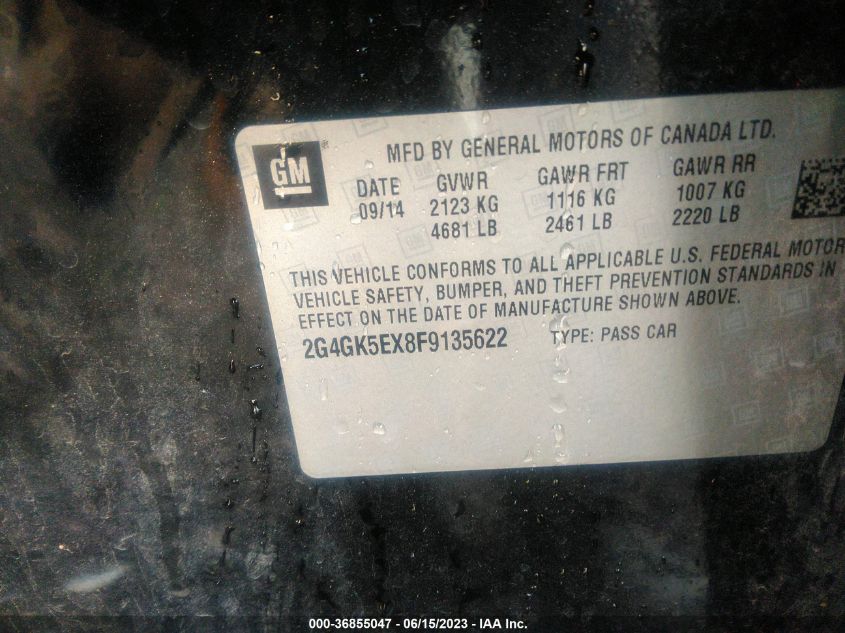 GM®
MFD BY GENERAL MOTORS OF CANADA LTD.
DATE GVWR GAWR FRT GAWR RR
09/14 2123 KG 1116 KG 1007 KG
4681 LB 2461 LB 2220 LB
THIS VEHICLE CONFORMS TO ALL APPLICABLE U.S. FEDERAL MOTOR
VEHICLE SAFETY, BUMPER, AND THEFT PREVENTION STANDARDS IN
EFFECT ON THE DATE OF MANUFACTURE SHOWN ABOVE.
2G4GK5EX8F9135622 TYPE: PASS CAR
000-36855047 - 06/15/2023 - IAA Inc.